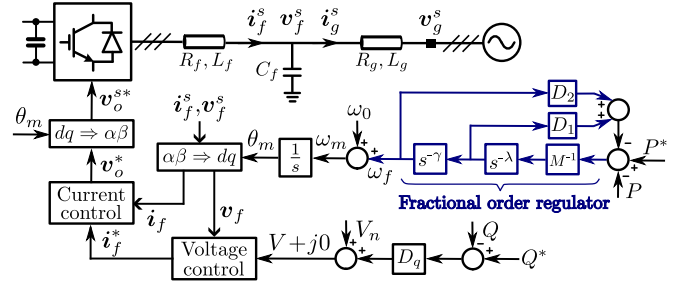 i_f^s v_f^s i_g^s v_g^s
R_f, L_f
C_f
R_g, L_g
v_o^{s*}
i_f^s, v_f^s
ω_0
D_2
θ_m
dq ⇒ αβ
αβ ⇒ dq
θ_m
1/s
ω_m
ω_f
s^{-γ}
s^{-λ}
M^{-1}
D_1
P*
P
v_o^*
Fractional order regulator
Current
control
i_f
v_f
i_f^*
Voltage
control
V+j0
V_n
D_q
Q
Q*
+ + + + − + − + + − +